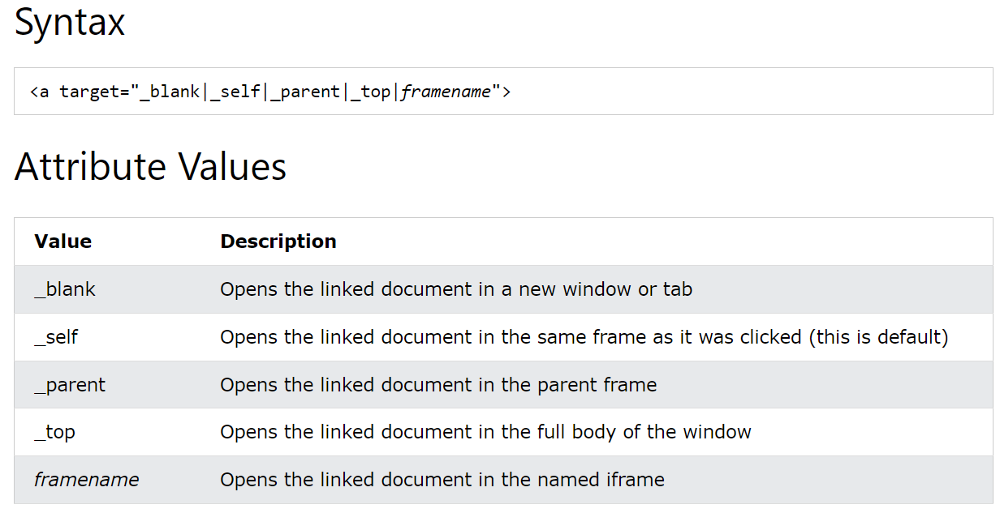 Syntax
<a target="_blank|_self|_parent|_top|framename">
Attribute Values
Value Description
_blank Opens the linked document in a new window or tab
_self Opens the linked document in the same frame as it was clicked (this is default)
_parent Opens the linked document in the parent frame
_top Opens the linked document in the full body of the window
framename Opens the linked document in the named iframe